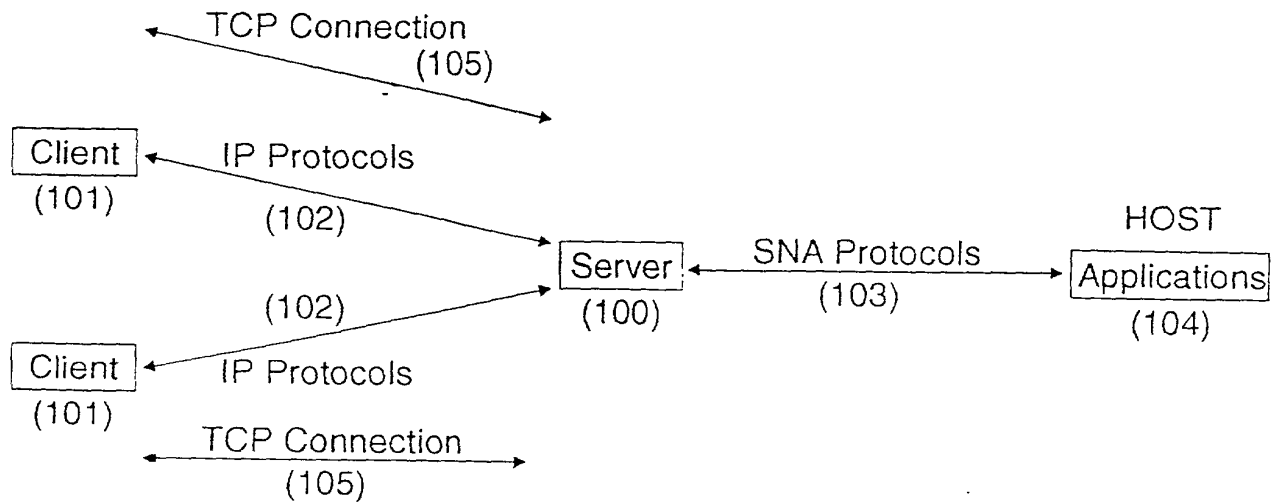 TCP Connection
(105)
Client
(101)
IP Protocols
(102)
HOST
Server
(100)
SNA Protocols
(103)
Applications
(104)
(102)
Client
(101)
IP Protocols
TCP Connection
(105)